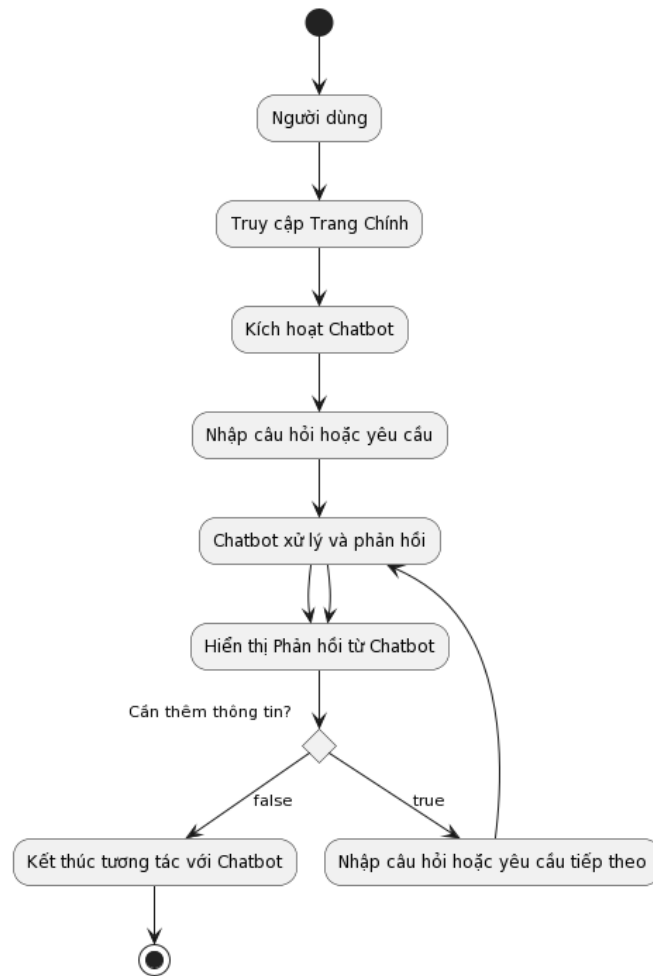 Người dùng
Truy cập Trang Chính
Kích hoạt Chatbot
Nhập câu hỏi hoặc yêu cầu
Chatbot xử lý và phản hồi
Hiển thị Phản hồi từ Chatbot
Cần thêm thông tin?
false
true
Kết thúc tương tác với Chatbot
Nhập câu hỏi hoặc yêu cầu tiếp theo